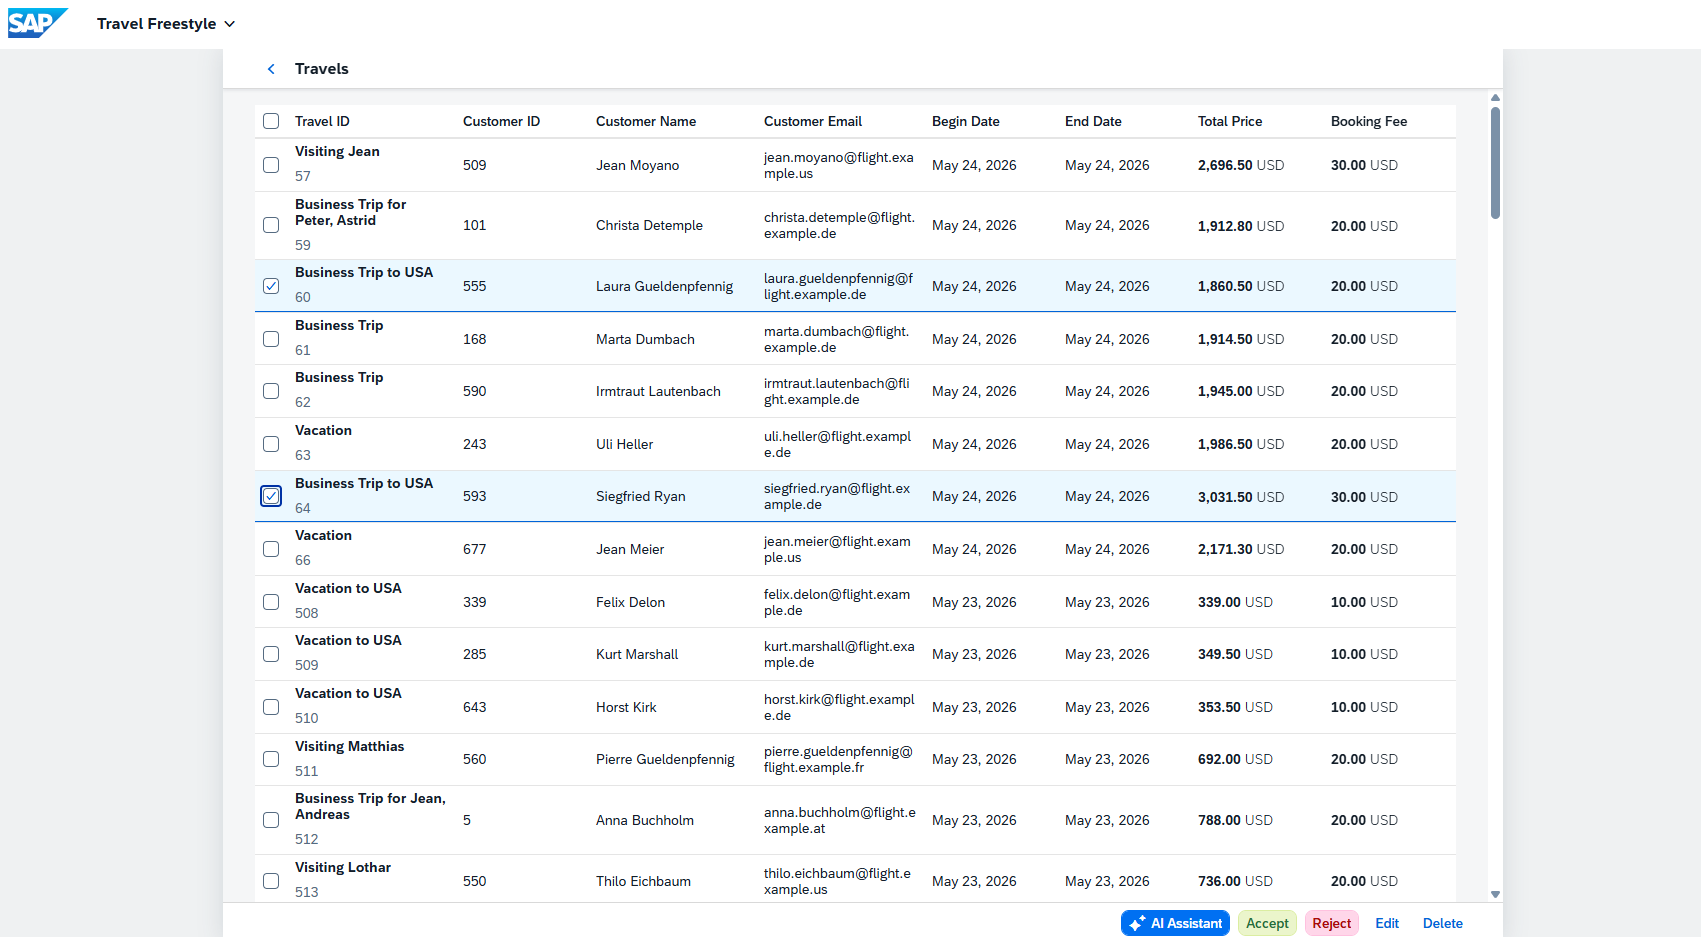 SAP Travel Freestyle
Travels
Travel ID Customer ID Customer Name Customer Email Begin Date End Date Total Price Booking Fee
Visiting Jean
57 509 Jean Moyano jean.moyano@flight.exa
mple.us May 24, 2026 May 24, 2026 2,696.50 USD 30.00 USD
Business Trip for
Peter, Astrid
59 101 Christa Detemple christa.detemple@flight.
example.de May 24, 2026 May 24, 2026 1,912.80 USD 20.00 USD
Business Trip to USA
60 555 Laura Gueldenpfennig laura.gueldenpfennig@f
light.example.de May 24, 2026 May 24, 2026 1,860.50 USD 20.00 USD
Business Trip
61 168 Marta Dumbach marta.dumbach@flight.
example.de May 24, 2026 May 24, 2026 1,914.50 USD 20.00 USD
Business Trip
62 590 Irmtraut Lautenbach irmtraut.lautenbach@fli
ght.example.de May 24, 2026 May 24, 2026 1,945.00 USD 20.00 USD
Vacation
63 243 Uli Heller uli.heller@flight.exampl
e.de May 24, 2026 May 24, 2026 1,986.50 USD 20.00 USD
Business Trip to USA
64 593 Siegfried Ryan siegfried.ryan@flight.ex
ample.de May 24, 2026 May 24, 2026 3,031.50 USD 30.00 USD
Vacation
66 677 Jean Meier jean.meier@flight.exam
ple.us May 24, 2026 May 24, 2026 2,171.30 USD 20.00 USD
Vacation to USA
508 339 Felix Delon felix.delon@flight.exam
ple.de May 23, 2026 May 23, 2026 339.00 USD 10.00 USD
Vacation to USA
509 285 Kurt Marshall kurt.marshall@flight.exa
mple.de May 23, 2026 May 23, 2026 349.50 USD 10.00 USD
Vacation to USA
510 643 Horst Kirk horst.kirk@flight.exampl
e.de May 23, 2026 May 23, 2026 353.50 USD 10.00 USD
Visiting Matthias
511 560 Pierre Gueldenpfennig pierre.gueldenpfennig@
flight.example.fr May 23, 2026 May 23, 2026 692.00 USD 20.00 USD
Business Trip for Jean,
Andreas
512 5 Anna Buchholm anna.buchholm@flight.e
xample.at May 23, 2026 May 23, 2026 788.00 USD 20.00 USD
Visiting Lothar
513 550 Thilo Eichbaum thilo.eichbaum@flight.e
xample.us May 23, 2026 May 23, 2026 736.00 USD 20.00 USD
AI Assistant Accept Reject Edit Delete